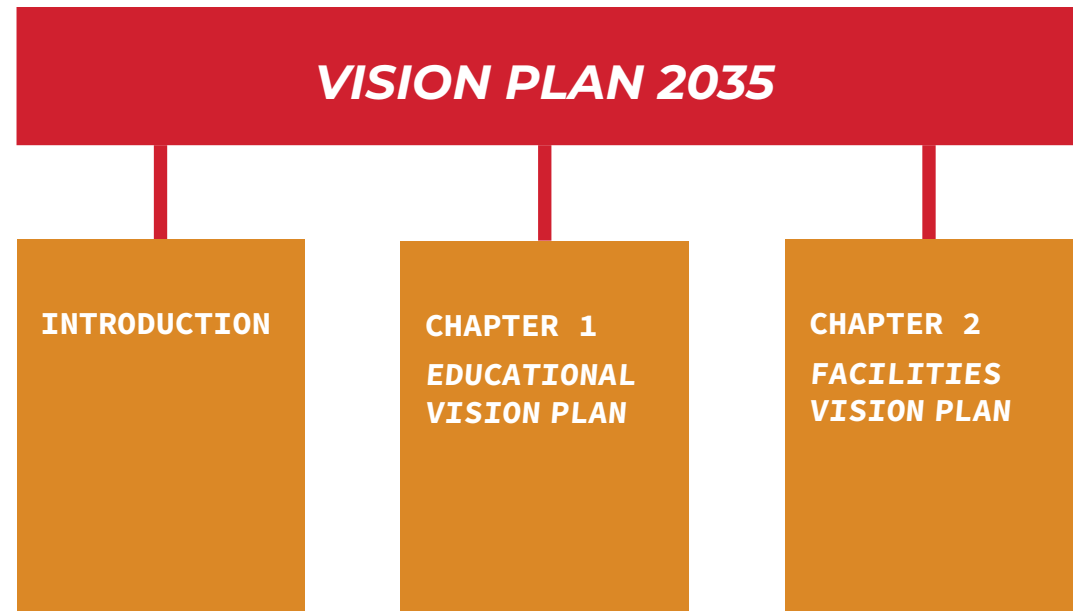 VISION PLAN 2035
INTRODUCTION
CHAPTER 1
EDUCATIONAL
VISION PLAN
CHAPTER 2
FACILITIES
VISION PLAN